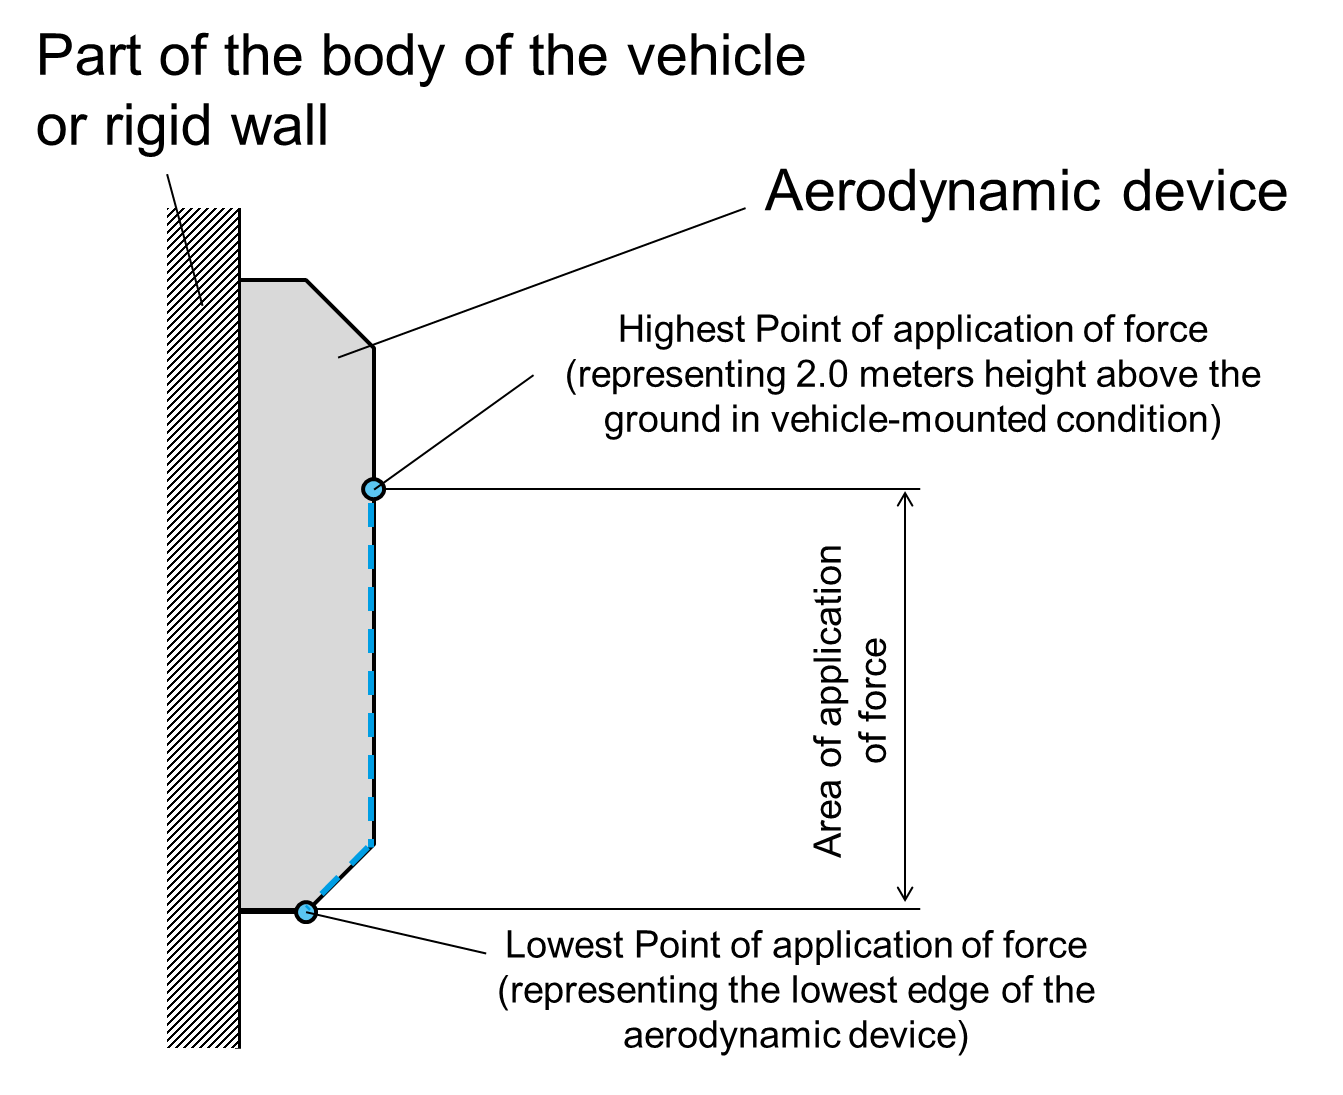 Part of the body of the vehicle
or rigid wall
Aerodynamic device
Highest Point of application of force
(representing 2.0 meters height above the
ground in vehicle-mounted condition)
Area of application
of force
Lowest Point of application of force
(representing the lowest edge of the
aerodynamic device)